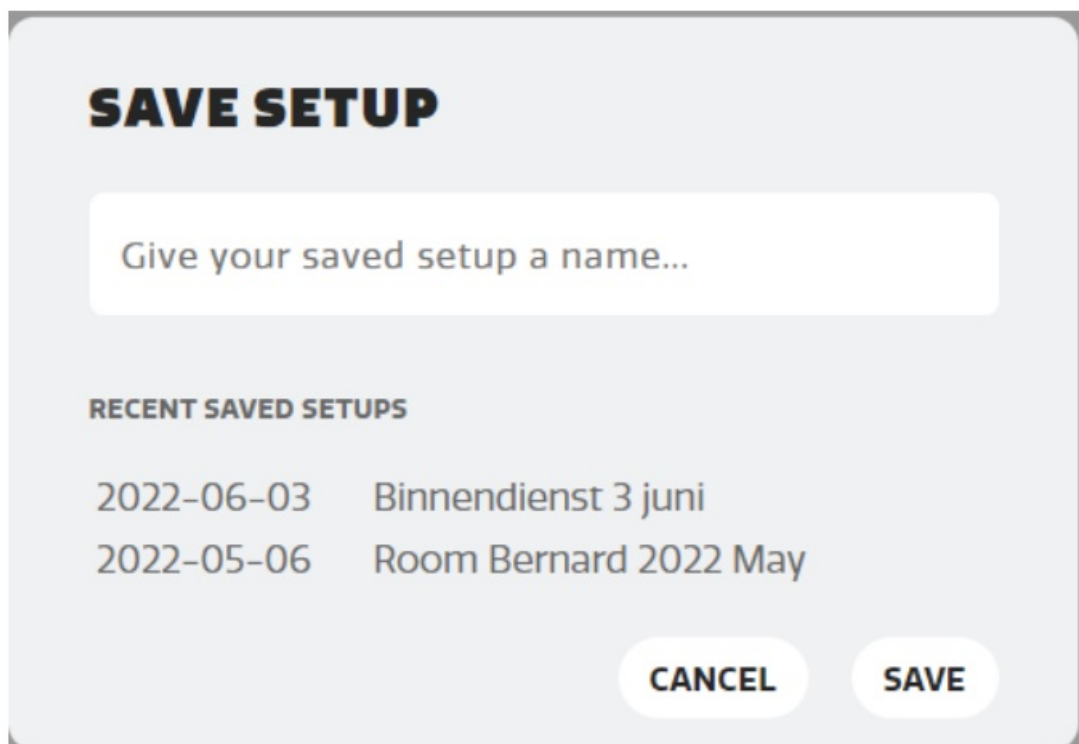 SAVE SETUP
Give your saved setup a name...
RECENT SAVED SETUPS
2022-06-03 Binnendienst 3 juni
2022-05-06 Room Bernard 2022 May
CANCEL SAVE